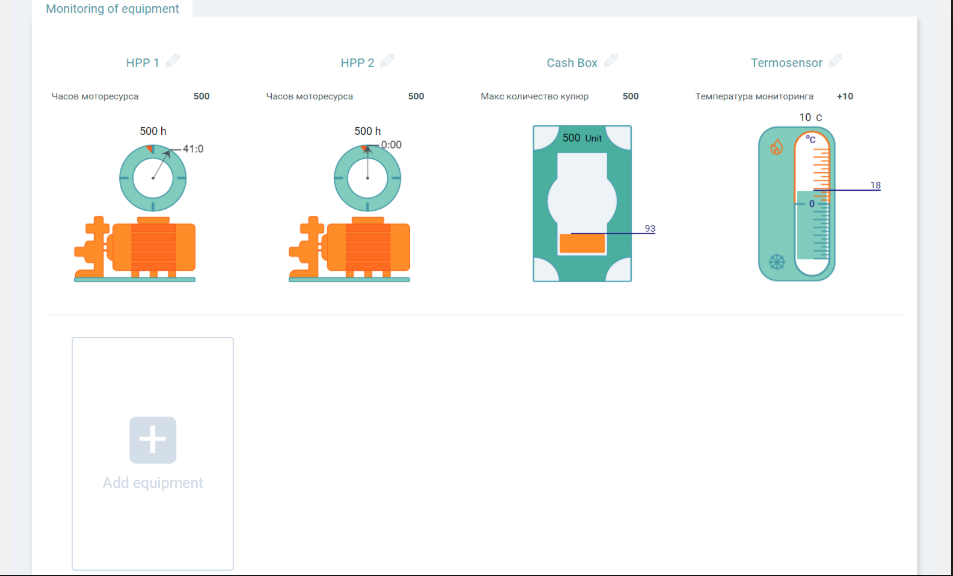 Monitoring of equipment
HPP 1
Часов моторесурса 500
500 h
41:0
HPP 2
Часов моторесурса 500
500 h
0:00
Cash Box
Макс количество купюр 500
500 Unit
93
Termosensor
Температура мониторинга +10
10 C
°C
18
0
Add equipment